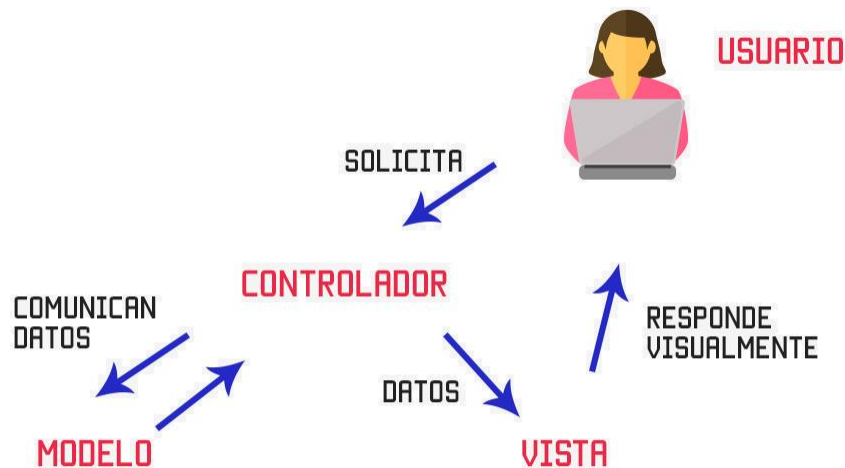 USUARIO
SOLICITA
CONTROLADOR
COMUNICAN
DATOS
RESPONDE
VISUALMENTE
DATOS
MODELO
VISTA